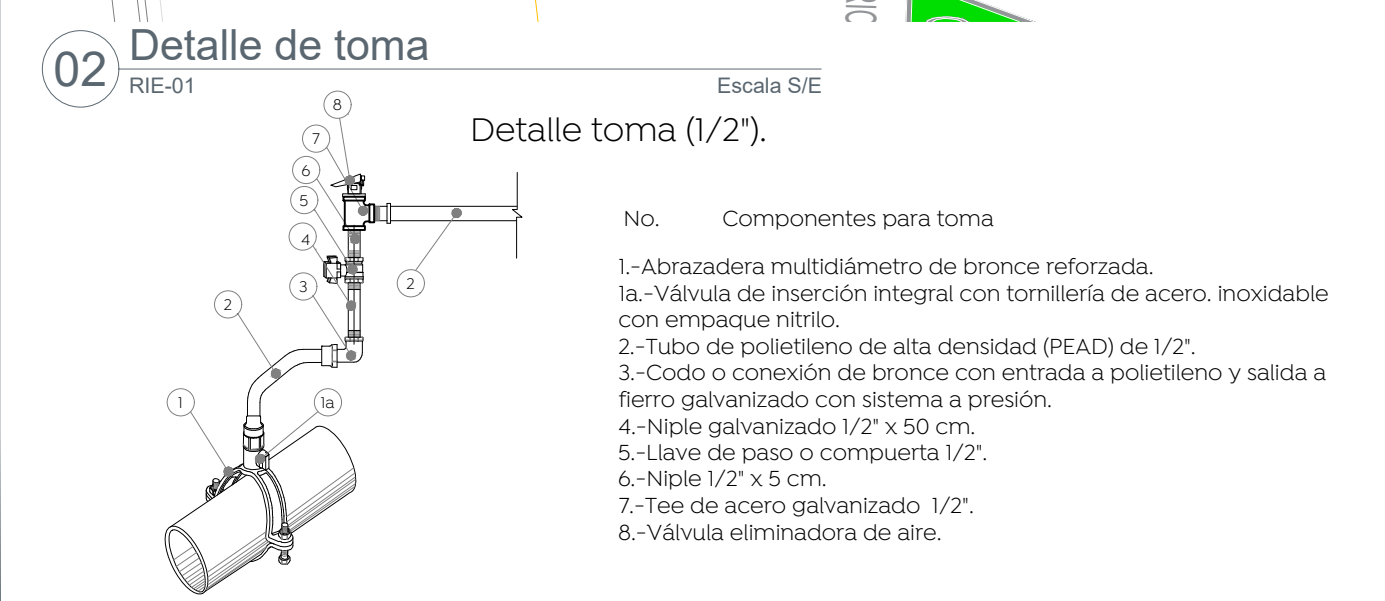 RIC
02
Detalle de toma
RIE-01
Escala S/E
Detalle toma (1/2").
8
7
6
5
4
3
2
2
1
1a
No. Componentes para toma
1.-Abrazadera multidiámetro de bronce reforzada.
1a.-Válvula de inserción integral con tornillería de acero. inoxidable
con empaque nitrilo.
2.-Tubo de polietileno de alta densidad (PEAD) de 1/2".
3.-Codo o conexión de bronce con entrada a polietileno y salida a
fierro galvanizado con sistema a presión.
4.-Niple galvanizado 1/2" x 50 cm.
5.-Llave de paso o compuerta 1/2".
6.-Niple 1/2" x 5 cm.
7.-Tee de acero galvanizado 1/2".
8.-Válvula eliminadora de aire.